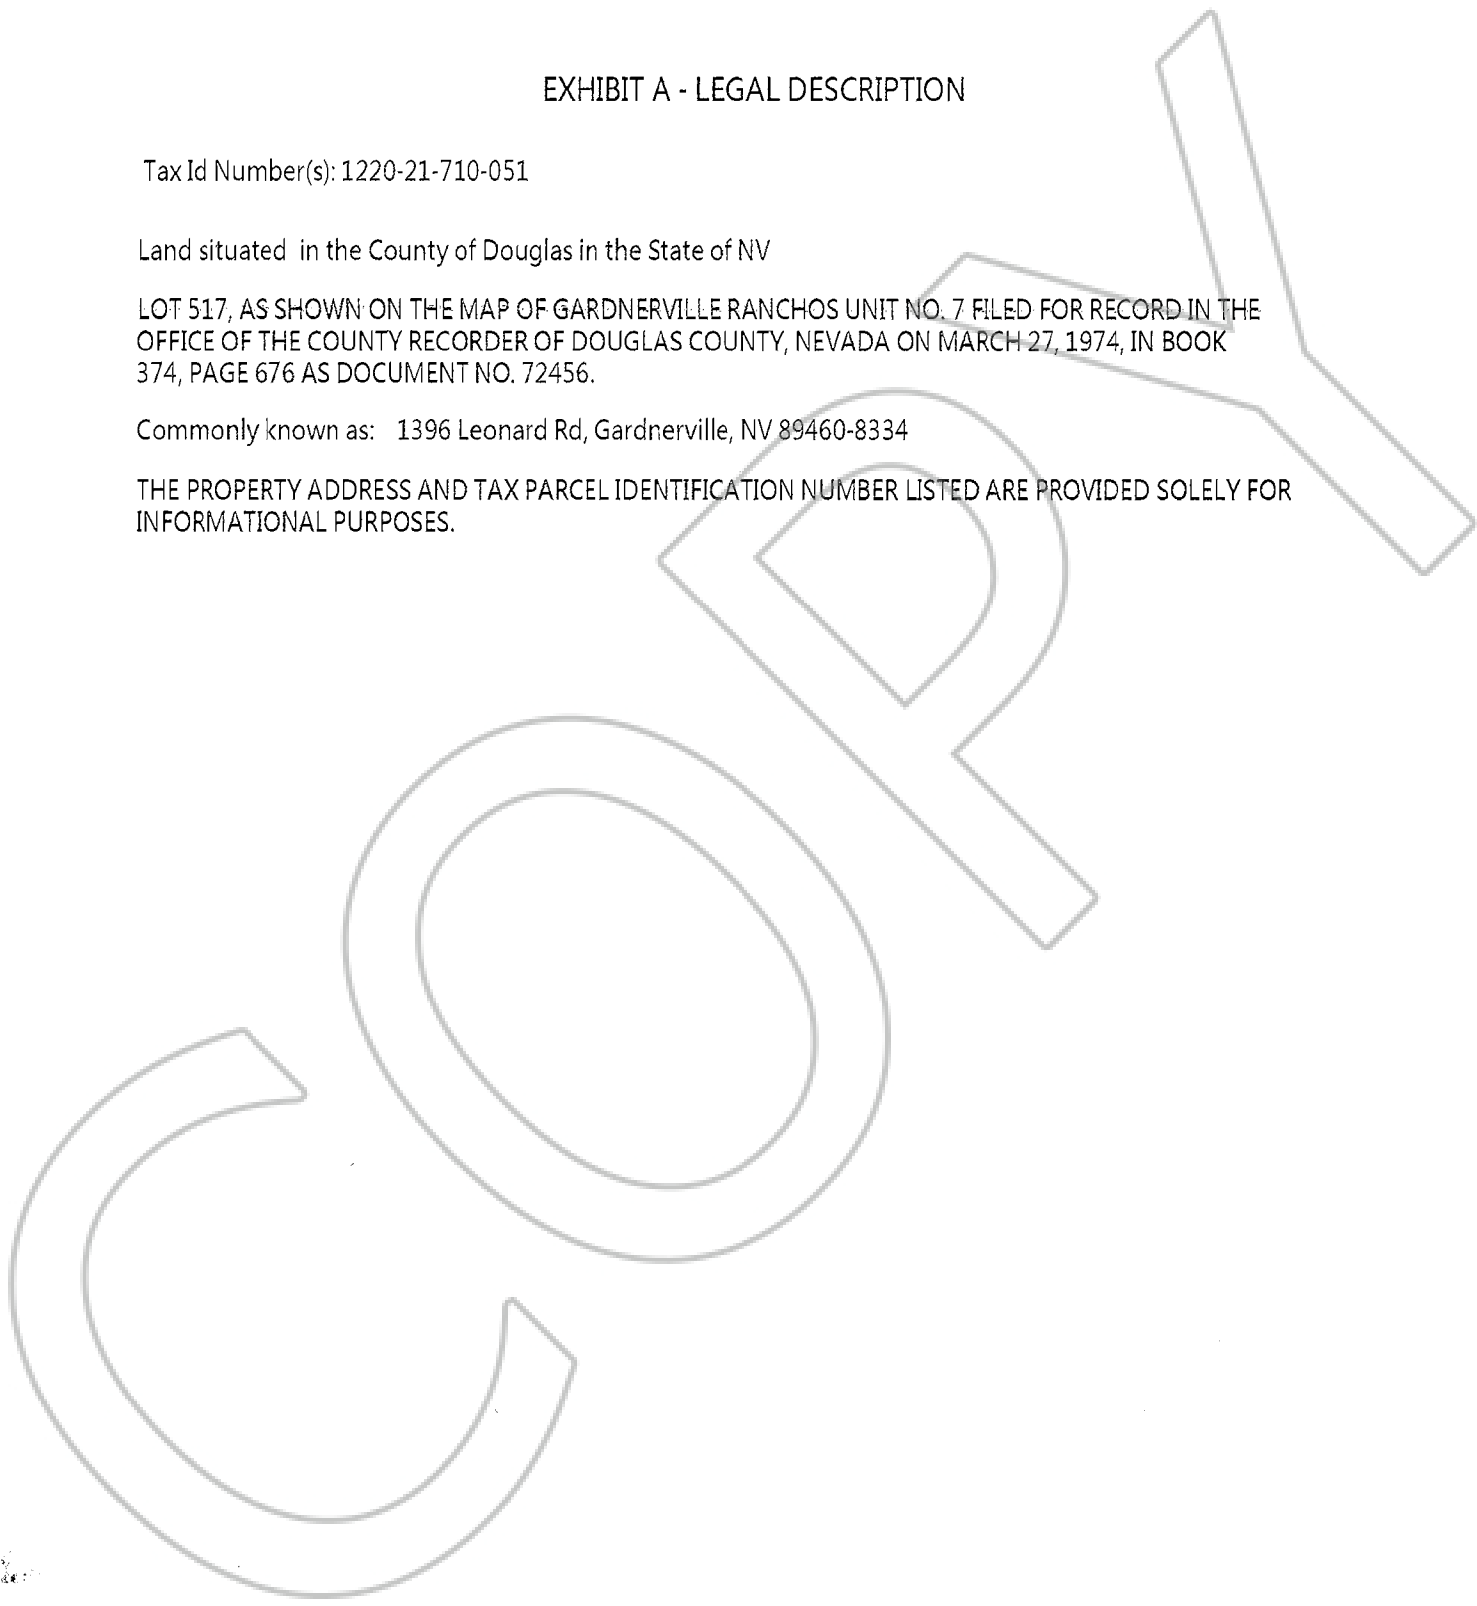 EXHIBIT A - LEGAL DESCRIPTION
Tax Id Number(s): 1220-21-710-051
Land situated in the County of Douglas in the State of NV
LOT 517, AS SHOWN ON THE MAP OF GARDNERVILLE RANCHOS UNIT NO. 7 FILED FOR RECORD IN THE
OFFICE OF THE COUNTY RECORDER OF DOUGLAS COUNTY, NEVADA ON MARCH 27, 1974, IN BOOK
374, PAGE 676 AS DOCUMENT NO. 72456.
Commonly known as: 1396 Leonard Rd, Gardnerville, NV 89460-8334
THE PROPERTY ADDRESS AND TAX PARCEL IDENTIFICATION NUMBER LISTED ARE PROVIDED SOLELY FOR
INFORMATIONAL PURPOSES.
COPY